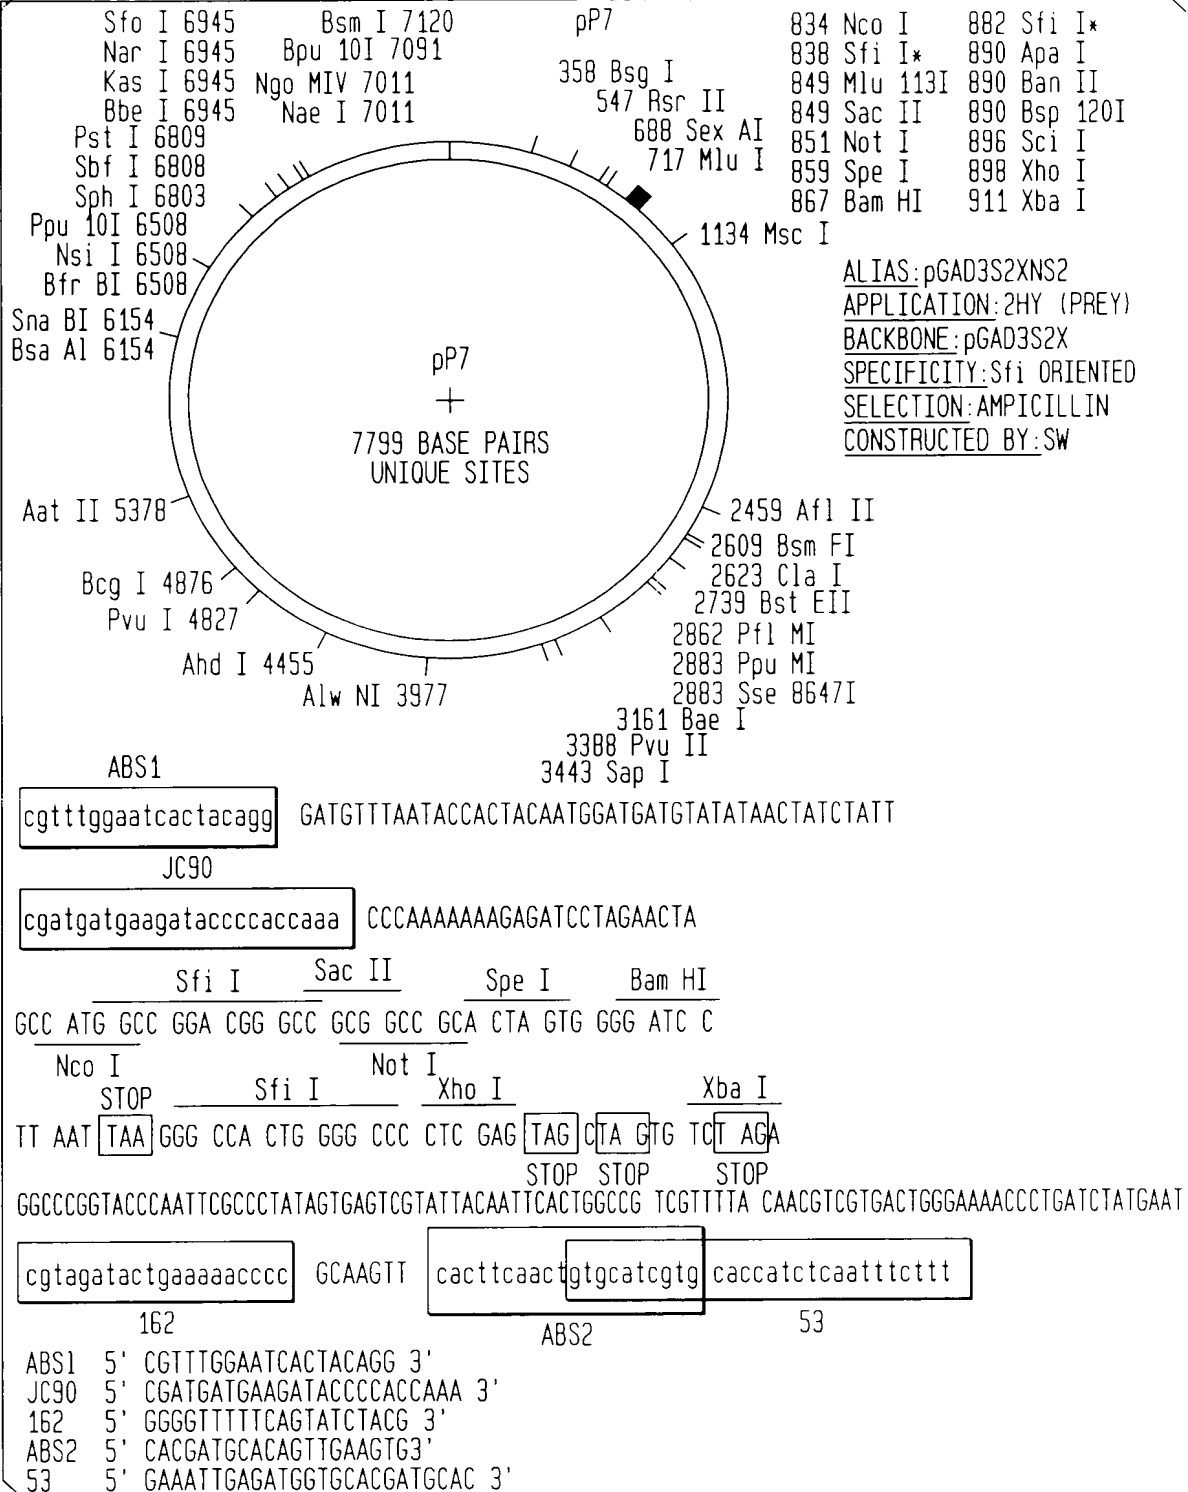 pP7
Sfo I 6945
Nar I 6945
Kas I 6945
Bbe I 6945
Pst I 6809
Sbf I 6808
Sph I 6803
Ppu 10I 6508
Nsi I 6508
Bfr BI 6508
Sna BI 6154
Bsa Al 6154
Bsm I 7120
Bpu 10I 7091
Ngo MIV 7011
Nae I 7011
358 Bsg I
547 Rsr II
688 Sex AI
717 Mlu I
834 Nco I
838 Sfi I*
849 Mlu 113I
849 Sac II
851 Not I
859 Spe I
867 Bam HI
882 Sfi I*
890 Apa I
890 Ban II
890 Bsp 120I
896 Sci I
898 Xho I
911 Xba I
1134 Msc I
ALIAS: pGAD3S2XNS2
APPLICATION: 2HY (PREY)
BACKBONE: pGAD3S2X
SPECIFICITY: Sfi ORIENTED
SELECTION: AMPICILLIN
CONSTRUCTED BY: SW
pP7
7799 BASE PAIRS
UNIQUE SITES
Aat II 5378
Bcg I 4876
Pvu I 4827
Ahd I 4455
Alw NI 3977
2459 Afl II
2609 Bsm FI
2623 Cla I
2739 Bst EII
2862 Pfl MI
2883 Ppu MI
2883 Sse 8647I
3161 Bae I
3388 Pvu II
3443 Sap I
ABS1
cgtttggaatcactacagg GATGTTTAATACCACTACAATGGATGATGTATATAACTATCTATT
JC90
cgatgatgaagataccccaccaaa CCCAAAAAAAGAGATCCTAGAACTA
Sfi I Sac II Spe I Bam HI
GCC ATG GCC GGA CGG GCC GCG GCC GCA CTA GTG GGG ATC C
Nco I Not I
STOP Sfi I Xho I Xba I
TT AAT TAA GGG CCA CTG GGG CCC CTC GAG TAG CTA GTG TCT AGA
STOP STOP STOP
GGCCCGGTACCCAATTCGCCCTATAGTGAGTCGTATTACAATTCACTGGCCG TCGTTTTA CAACGTCGTGACTGGGAAAACCCTGATCTATGAAT
cgtagatactgaaaaacccc GCAAGTT cacttcaactgtgcatcgtg caccatctcaatttcttt
162 ABS2 53
ABS1 5' CGTTTGGAATCACTACAGG 3'
JC90 5' CGATGATGAAGATACCCCACCAAA 3'
162 5' GGGGTTTTTCAGTATCTACG 3'
ABS2 5' CACGATGCACAGTTGAAGTG3'
53 5' GAAATTGAGATGGTGCACGATGCAC 3'